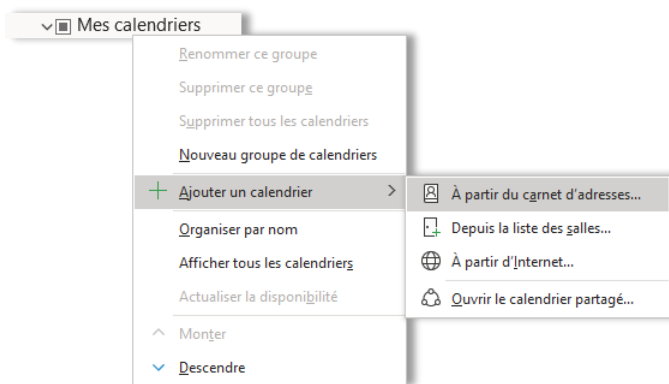 Mes calendriers
Renommer ce groupe
Supprimer ce groupe
Supprimer tous les calendriers
Nouveau groupe de calendriers
Ajouter un calendrier
À partir du carnet d'adresses...
Depuis la liste des salles...
À partir d'Internet...
Ouvrir le calendrier partagé...
Organiser par nom
Afficher tous les calendriers
Actualiser la disponibilité
Monter
Descendre